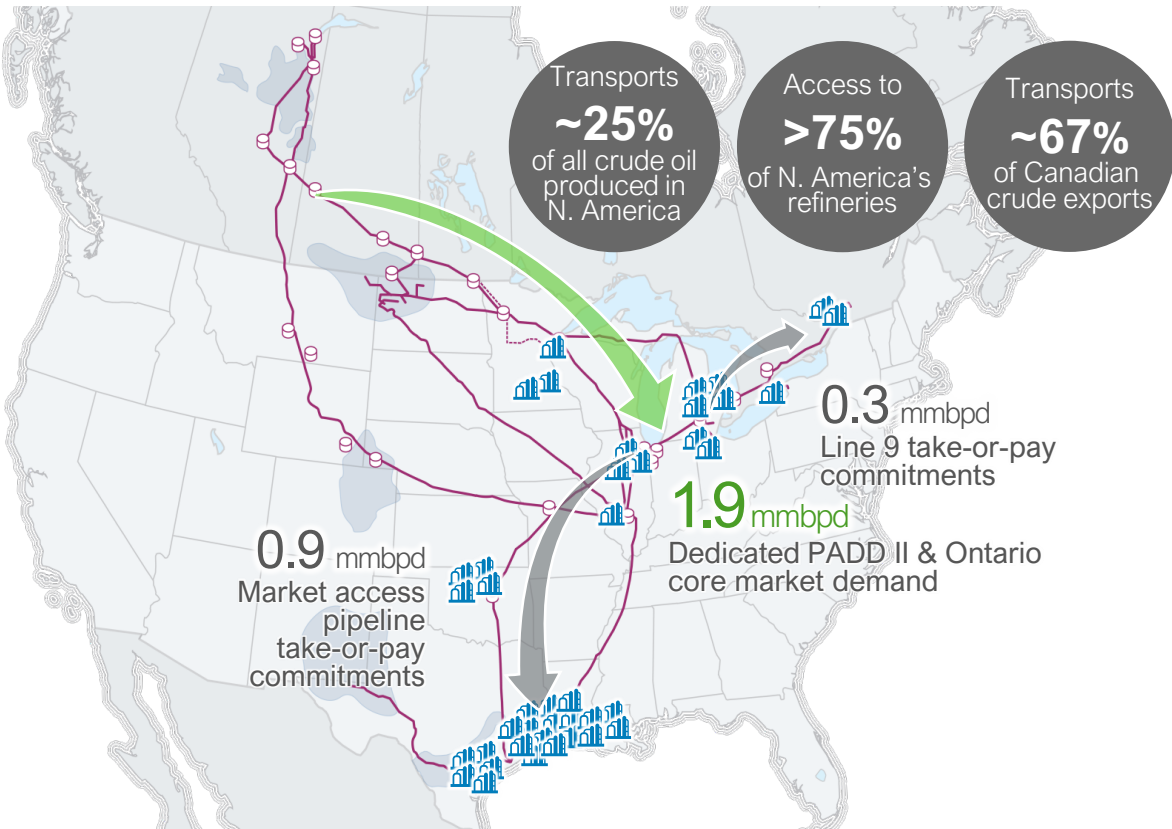 Transports
~25%
of all crude oil
produced in
N. America
Access to
>75%
of N. America's
refineries
Transports
~67%
of Canadian
crude exports
0.3 mmbpd
Line 9 take-or-pay
commitments
1.9 mmbpd
Dedicated PADD II & Ontario
core market demand
0.9 mmbpd
Market access
pipeline
take-or-pay
commitments